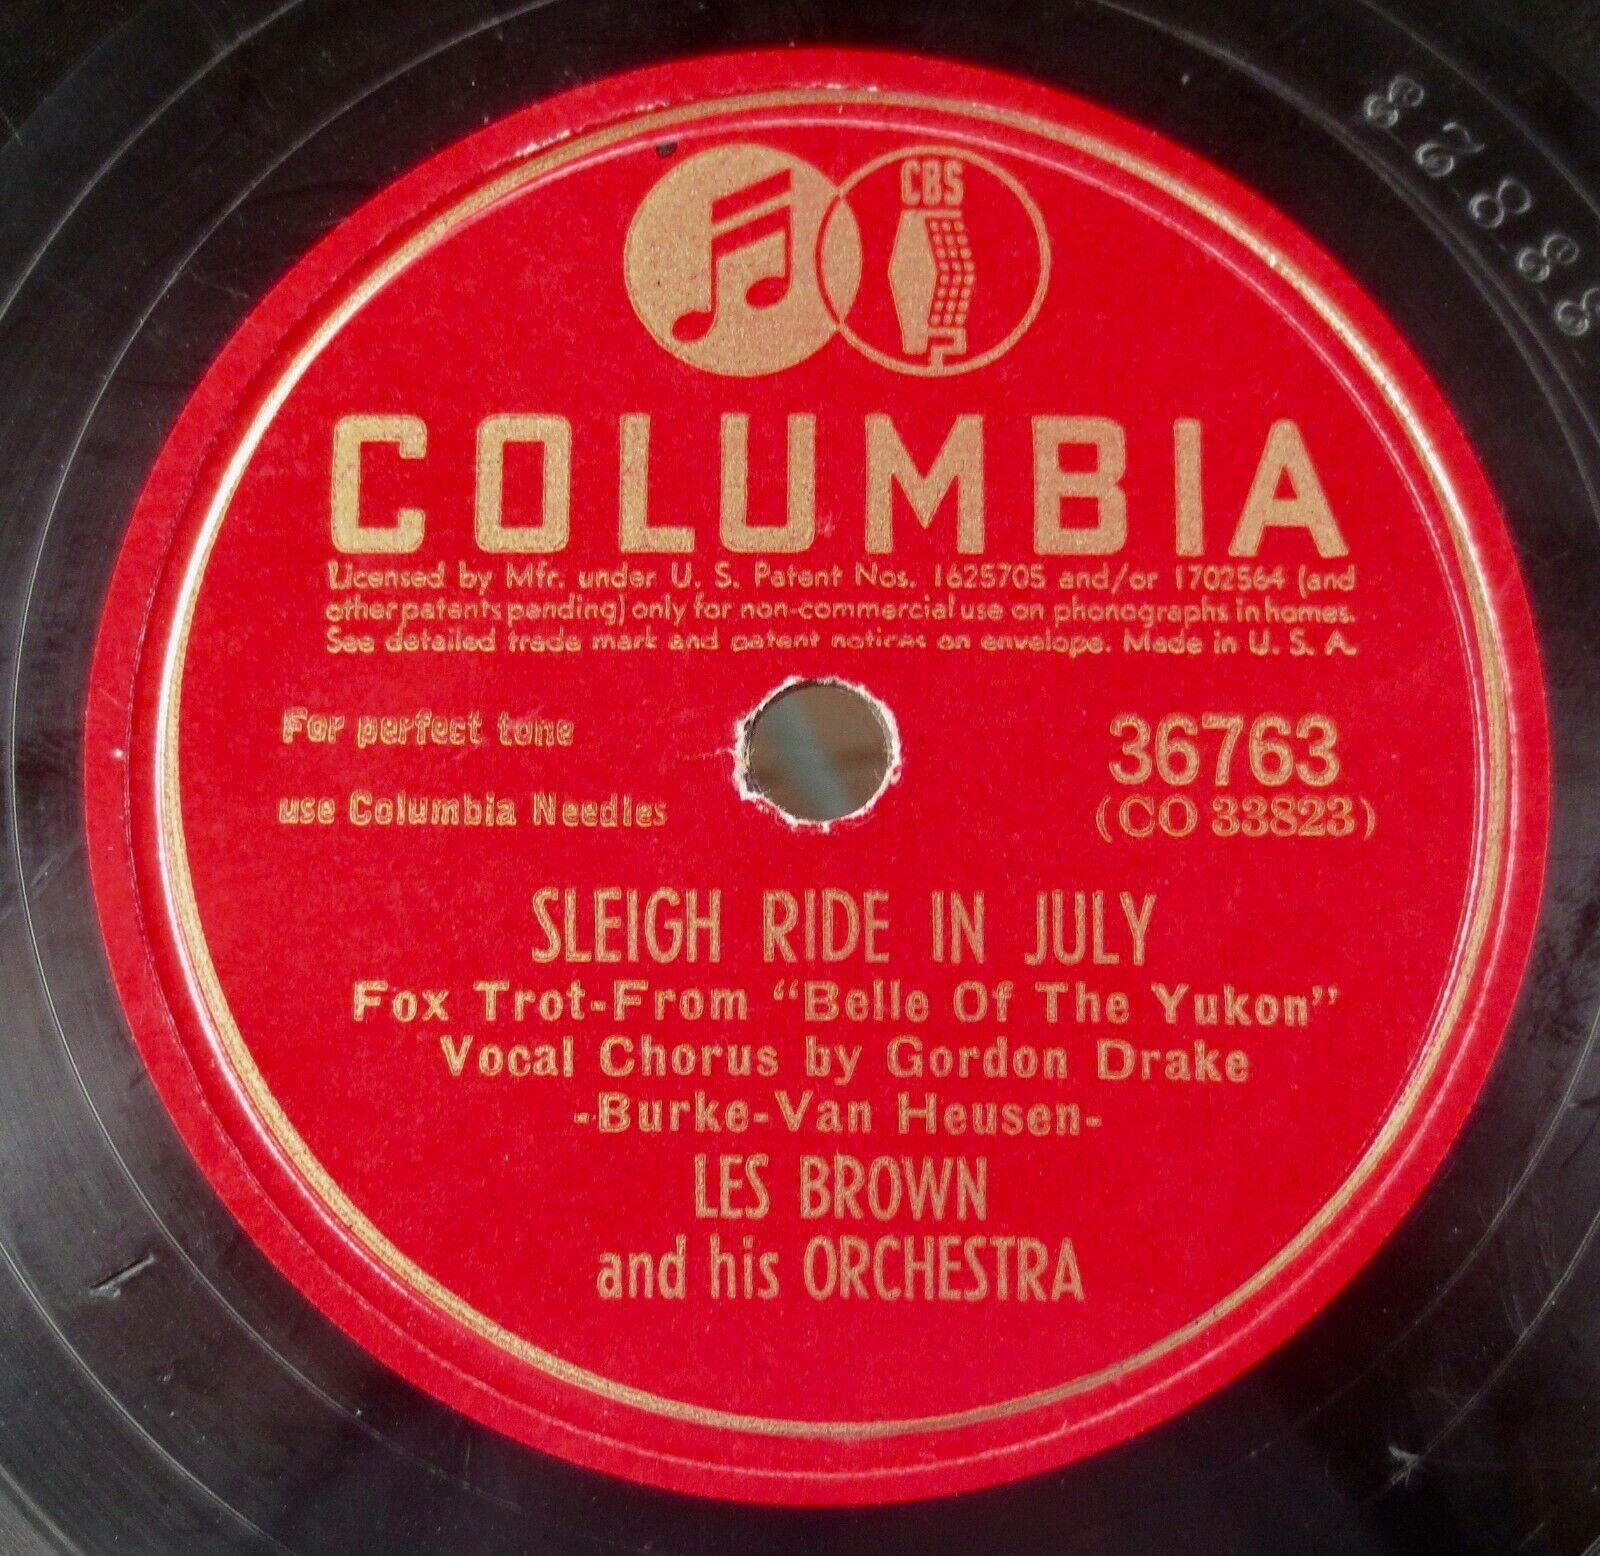 CBS
COLUMBIA
Licensed by Mfr. under U. S. Patent Nos. 1625705 and/or 1702564 (and
other patents pending) only for non-commercial use on phonographs in homes.
See detailed trade mark and patent notices on envelope. Made in U. S. A.
For perfect tone
use Columbia Needles
36763
(CO 33823)
SLEIGH RIDE IN JULY
Fox Trot-From "Belle Of The Yukon"
Vocal Chorus by Gordon Drake
-Burke-Van Heusen-
LES BROWN
and his ORCHESTRA
33823
1